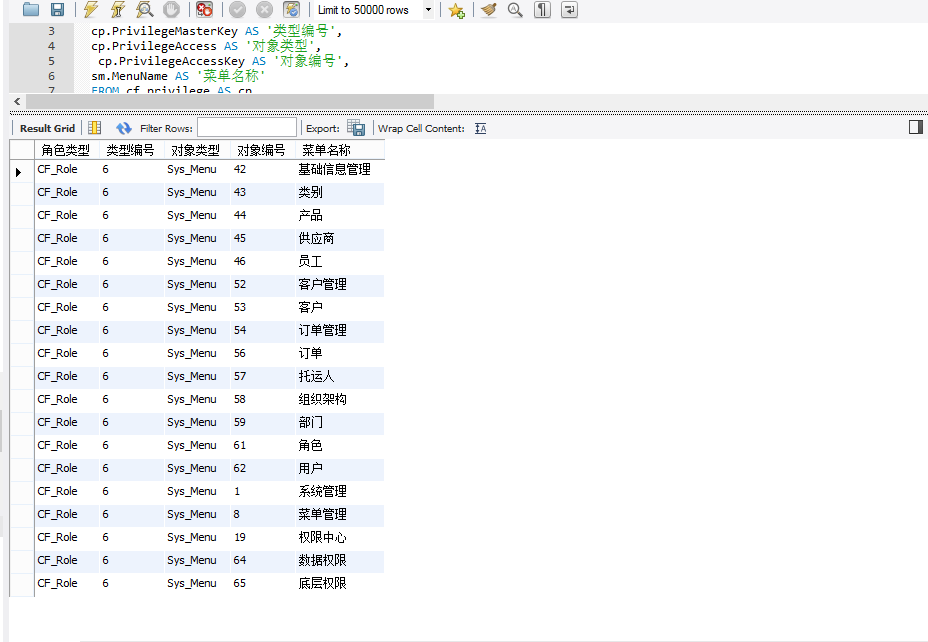 Limit to 50000 rows
3 cp.PrivilegeMasterKey AS '类型编号',
4 cp.PrivilegeAccess AS '对象类型',
5 cp.PrivilegeAccessKey AS '对象编号',
6 sm.MenuName AS '菜单名称'
7 FROM cf_privilege AS cp
Result Grid Filter Rows: Export: Wrap Cell Content: IA
角色类型 类型编号 对象类型 对象编号 菜单名称
CF_Role 6 Sys_Menu 42 基础信息管理
CF_Role 6 Sys_Menu 43 类别
CF_Role 6 Sys_Menu 44 产品
CF_Role 6 Sys_Menu 45 供应商
CF_Role 6 Sys_Menu 46 员工
CF_Role 6 Sys_Menu 52 客户管理
CF_Role 6 Sys_Menu 53 客户
CF_Role 6 Sys_Menu 54 订单管理
CF_Role 6 Sys_Menu 56 订单
CF_Role 6 Sys_Menu 57 托运人
CF_Role 6 Sys_Menu 58 组织架构
CF_Role 6 Sys_Menu 59 部门
CF_Role 6 Sys_Menu 61 角色
CF_Role 6 Sys_Menu 62 用户
CF_Role 6 Sys_Menu 1 系统管理
CF_Role 6 Sys_Menu 8 菜单管理
CF_Role 6 Sys_Menu 19 权限中心
CF_Role 6 Sys_Menu 64 数据权限
CF_Role 6 Sys_Menu 65 底层权限